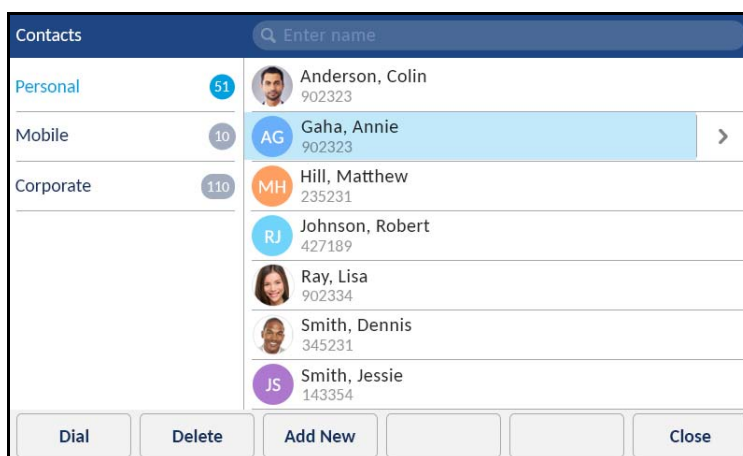 Contacts
Enter name
Personal 51
Mobile 10
Corporate 110
Anderson, Colin
902323
AG
Gaha, Annie
902323
MH
Hill, Matthew
235231
RJ
Johnson, Robert
427189
Ray, Lisa
902334
Smith, Dennis
345231
JS
Smith, Jessie
143354
Dial Delete Add New Close